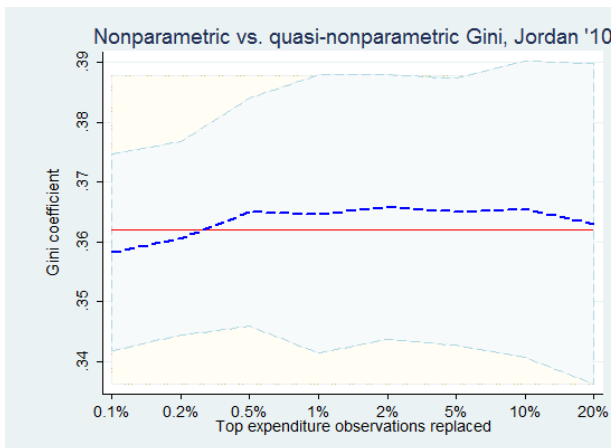 Nonparametric vs. quasi-nonparametric Gini, Jordan '10
.39
.38
.37
.36
.35
.34
Gini coefficient
0.1% 0.2% 0.5% 1% 2% 5% 10% 20%
Top expenditure observations replaced